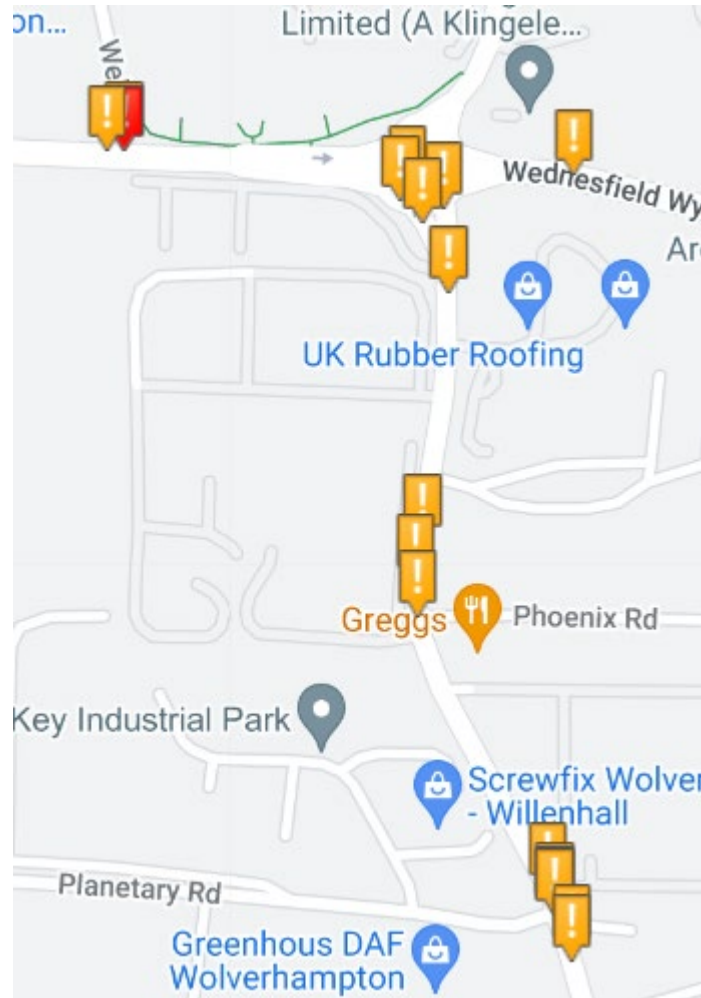 on...
Limited (A Klingele...
We
Wednesfield Wy
UK Rubber Roofing
Greggs
Phoenix Rd
Key Industrial Park
Screwfix Wolver
- Willenhall
Planetary Rd
Greenhous DAF
Wolverhampton